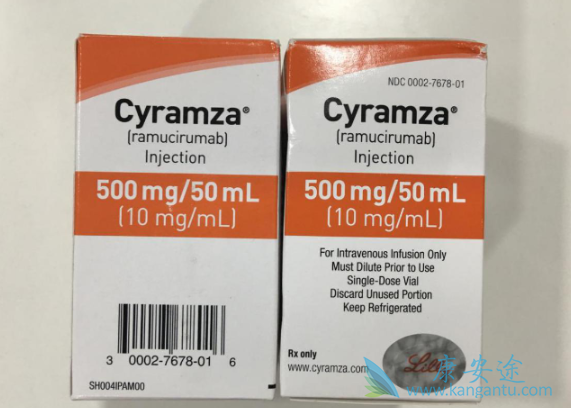 Cyramza®
(ramucirumab)
Injection
500 mg/50 mL
(10 mg/mL)
3 0002-7678-01 6
SH004IPAM00
NDC 0002-7678-01
Cyramza®
(ramucirumab)
Injection
500 mg/50 mL
(10 mg/mL)
For Intravenous Infusion Only
Must Dilute Prior to Use
Single-Dose Vial
Discard Unused Portion
Keep Refrigerated
Rx only
www.cyramza.com
Lilly
康安途
www.kangantu.com